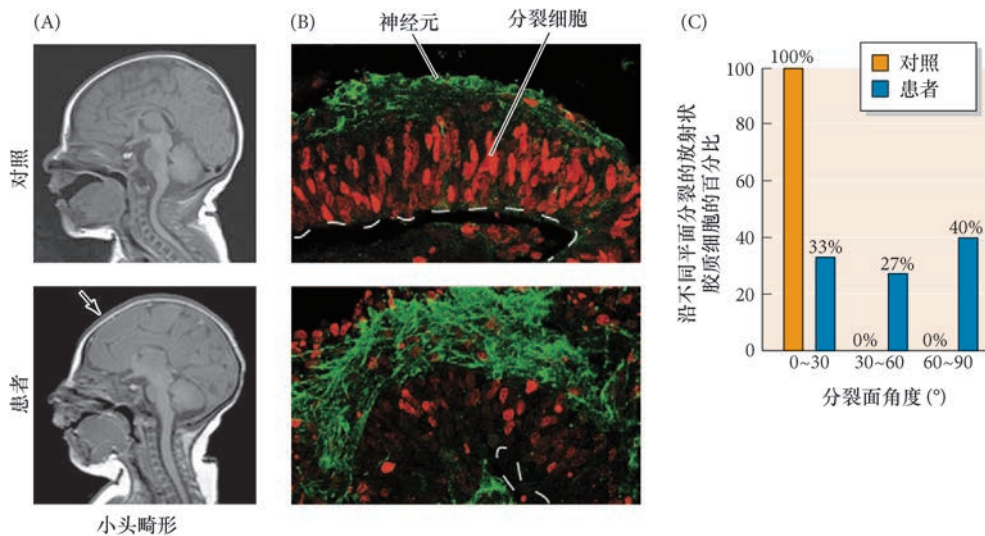 (A)
(B)
(C)
神经元
分裂细胞
对照
患者
小头畸形
对照
患者
沿不同平面分裂的放射状
胶质细胞的百分比
100
80
60
40
20
0
100%
33%
0%
27%
0%
40%
0~30
30~60
60~90
分裂面角度 (°)